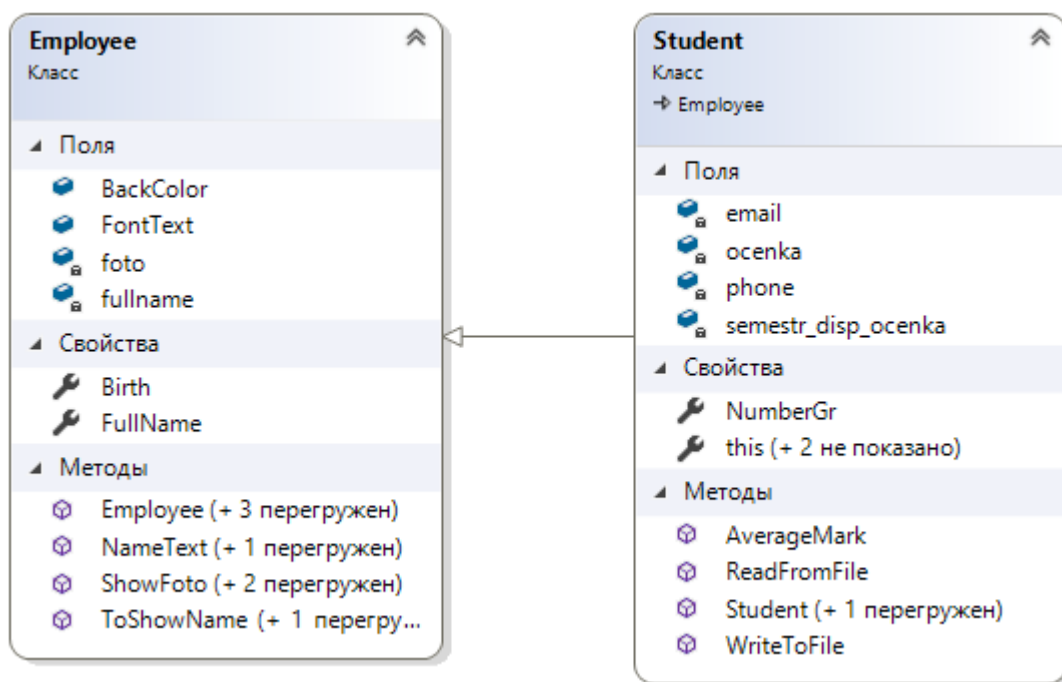 Employee
Класс
Поля
BackColor
FontText
foto
fullname
Свойства
Birth
FullName
Методы
Employee (+ 3 перегружен)
NameText (+ 1 перегружен)
ShowFoto (+ 2 перегружен)
ToShowName (+ 1 перегру...
Student
Класс
Employee
Поля
email
ocenka
phone
semestr_disp_ocenka
Свойства
NumberGr
this (+ 2 не показано)
Методы
AverageMark
ReadFromFile
Student (+ 1 перегружен)
WriteToFile